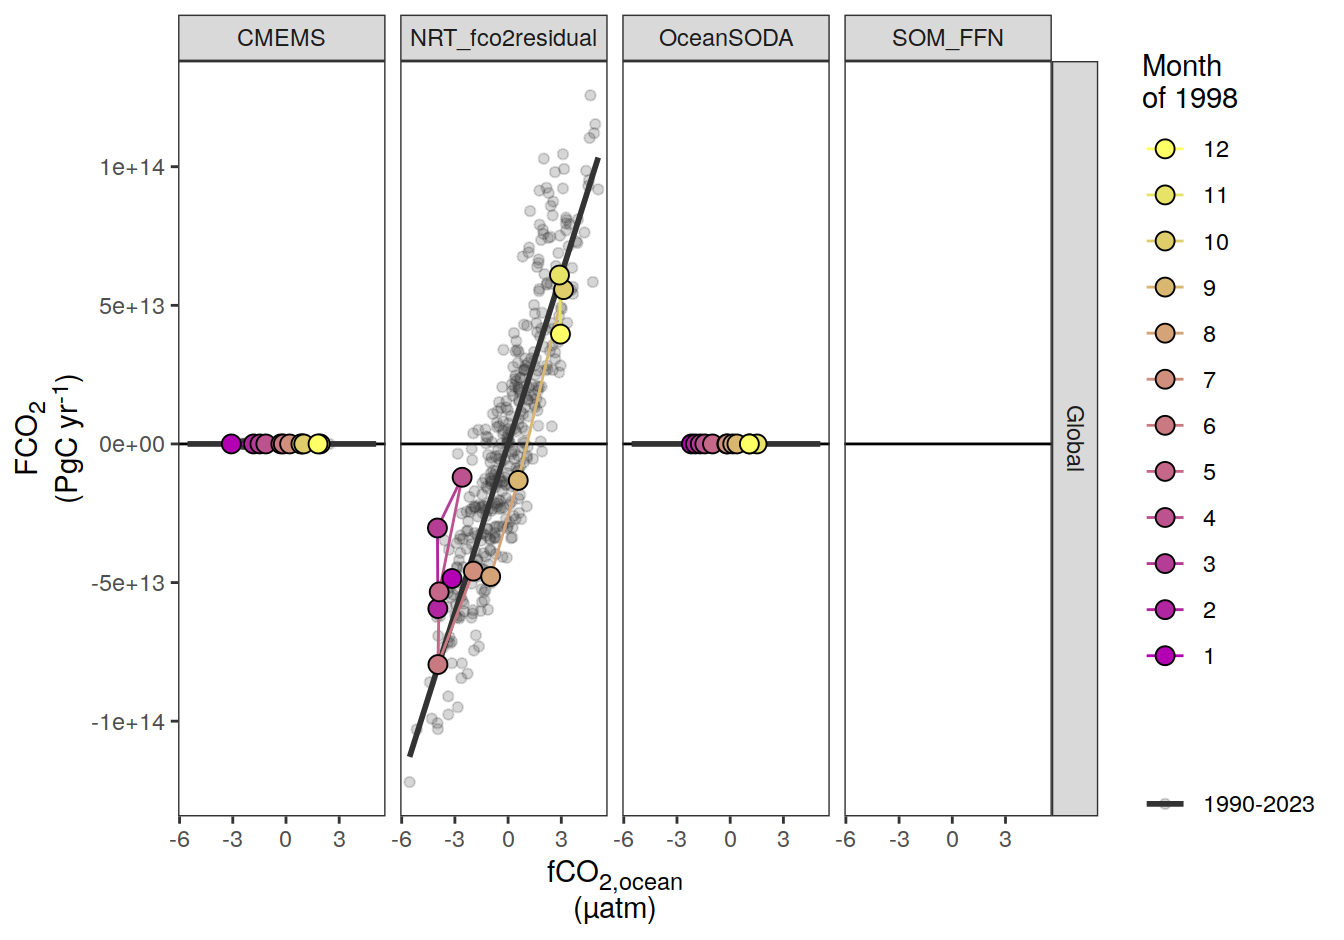 CMEMS NRT_fco2residual OceanSODA SOM_FFN
Global
1e+14
5e+13
0e+00
-5e+13
-1e+14
FCO2
(PgC yr-1)
-6 -3 0 3 -6 -3 0 3 -6 -3 0 3 -6 -3 0 3
fCO2,ocean
(µatm)
Month
of 1998
12
11
10
9
8
7
6
5
4
3
2
1
1990-2023